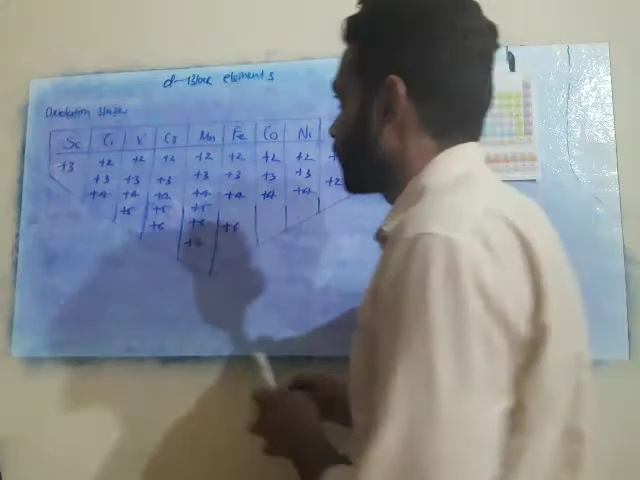 d-Block elements
Oxidation States
Sc Ti V Cr Mn Fe Co Ni
+3 +2 +2 +2 +2 +2 +2 +2 +
+3 +3 +3 +3 +3 +3 +3 +2
+4 +4 +4 +4 +4 +4 +4
+5 +5 +5
+6 +6 +6
+7